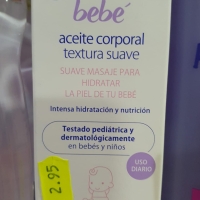 bebé
aceite corporal
textura suave
SUAVE MASAJE PARA
HIDRATAR
LA PIEL DE TU BEBÉ
Intensa hidratación y nutrición
Testado pediátrica y
dermatológicamente
en bebés y niños
USO
DIARIO
2.95